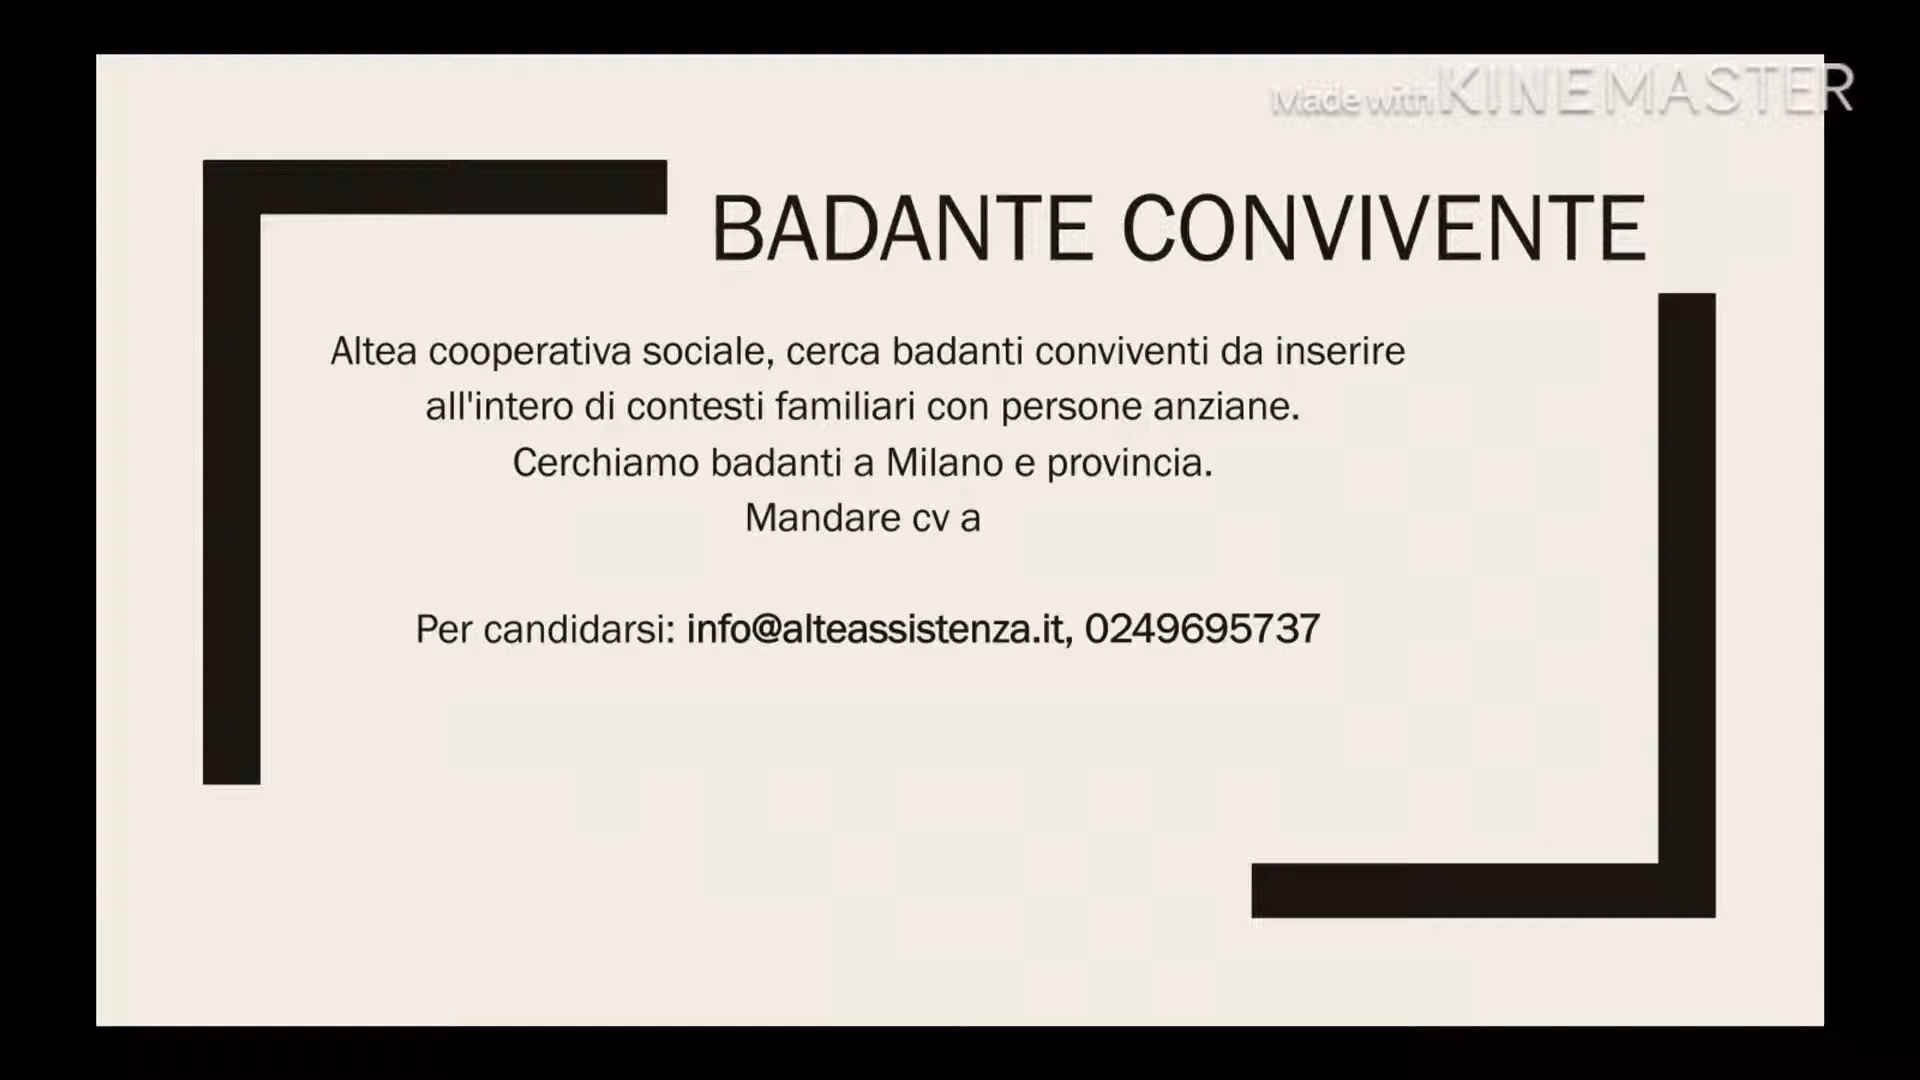 Made with KINEMASTER
BADANTE CONVIVENTE
Altea cooperativa sociale, cerca badanti conviventi da inserire
all'intero di contesti familiari con persone anziane.
Cerchiamo badanti a Milano e provincia.
Mandare cv a
Per candidarsi: info@alteassistenza.it, 0249695737